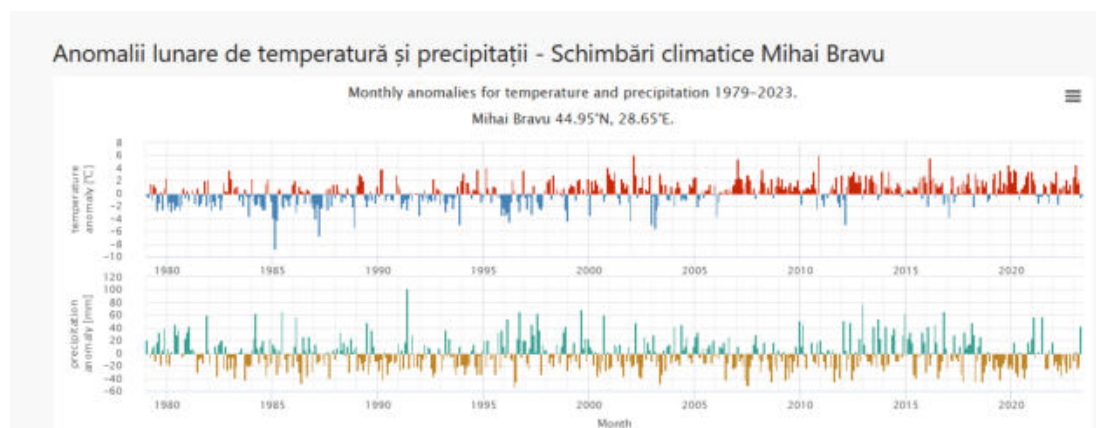 Anomalii lunare de temperatură și precipitații - Schimbări climatice Mihai Bravu
Monthly anomalies for temperature and precipitation 1979-2023.
Mihai Bravu 44.95°N, 28.65°E.
temperature
anomaly [°C]
8
6
4
2
0
-2
-4
-6
-8
-10
1980 1985 1990 1995 2000 2005 2010 2015 2020
precipitation
anomaly [mm]
120
100
80
60
40
20
0
-20
-40
-60
1980 1985 1990 1995 2000 2005 2010 2015 2020
Month